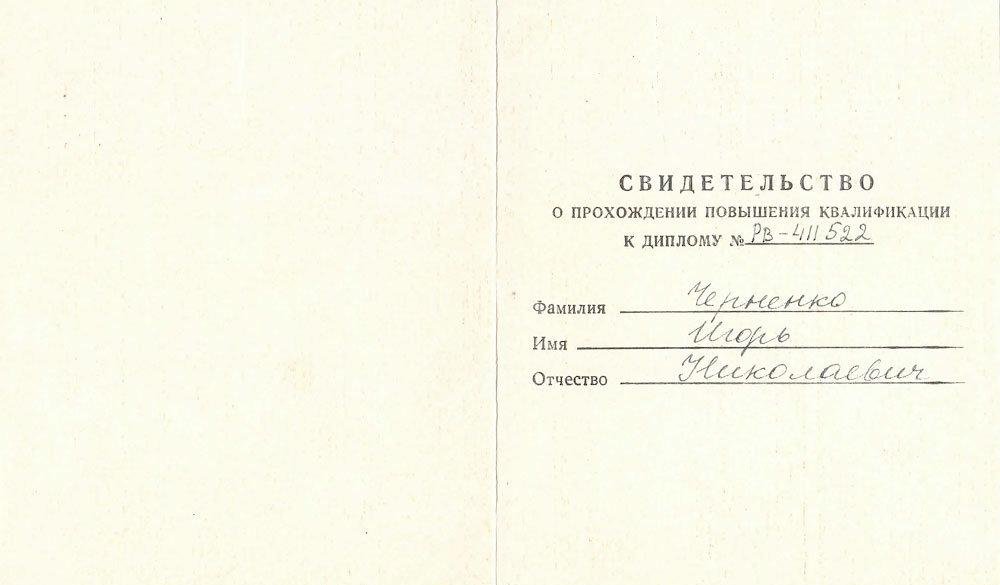 СВИДЕТЕЛЬСТВО
О ПРОХОЖДЕНИИ ПОВЫШЕНИЯ КВАЛИФИКАЦИИ
К ДИПЛОМУ № РВ-411522
Фамилия Черненко
Имя Игорь
Отчество Николаевич